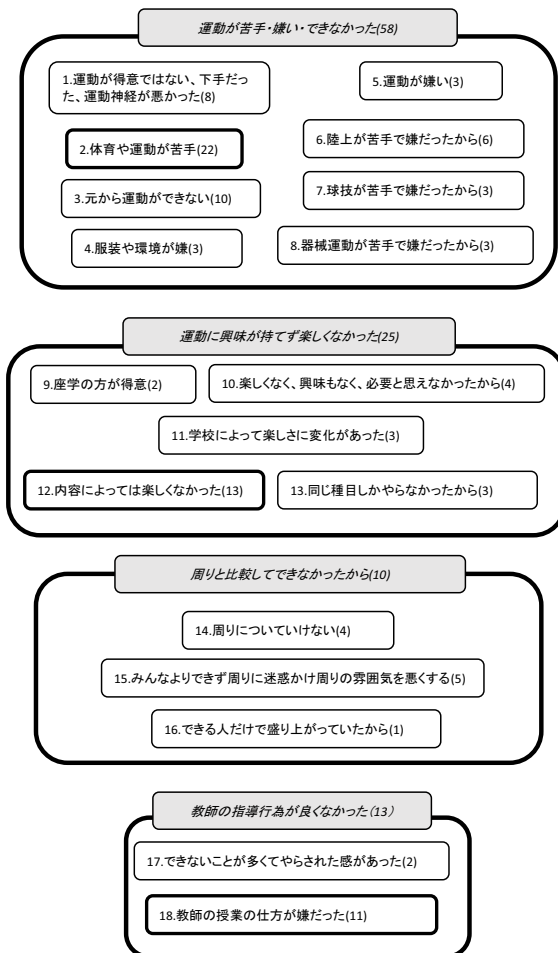 運動が苦手・嫌い・できなかった(58)
1.運動が得意ではない、下手だっ
た、運動神経が悪かった(8)
5.運動が嫌い(3)
2.体育や運動が苦手(22)
6.陸上が苦手で嫌だったから(6)
3.元から運動ができない(10)
7.球技が苦手で嫌だったから(3)
4.服装や環境が嫌(3)
8.器械運動が苦手で嫌だったから(3)
運動に興味が持てず楽しくなかった(25)
9.座学の方が得意(2)
10.楽しくなく、興味もなく、必要と思えなかったから(4)
11.学校によって楽しさに変化があった(3)
12.内容によっては楽しくなかった(13)
13.同じ種目しかやらなかったから(3)
周りと比較してできなかったから(10)
14.周りについていけない(4)
15.みんなよりできず周りに迷惑かけ周りの雰囲気を悪くする(5)
16.できる人だけで盛り上がっていたから(1)
教師の指導行為が良くなかった(13)
17.できないことが多くてやらされた感があった(2)
18.教師の授業の仕方が嫌だった(11)